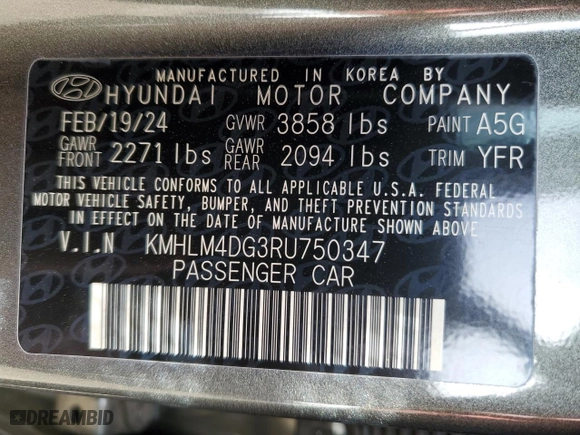 MANUFACTURED IN KOREA BY
HYUNDAI MOTOR COMPANY
FEB/19/24 GVWR 3858 lbs PAINT A5G
GAWR FRONT 2271 lbs GAWR REAR 2094 lbs TRIM YFR
THIS VEHICLE CONFORMS TO ALL APPLICABLE U.S.A. FEDERAL
MOTOR VEHICLE SAFETY, BUMPER, AND THEFT PREVENTION STANDARDS
IN EFFECT ON THE DATE OF MANUFACTURE SHOWN ABOVE
V.I.N KMHLM4DG3RU750347
PASSENGER CAR
DREAMBID